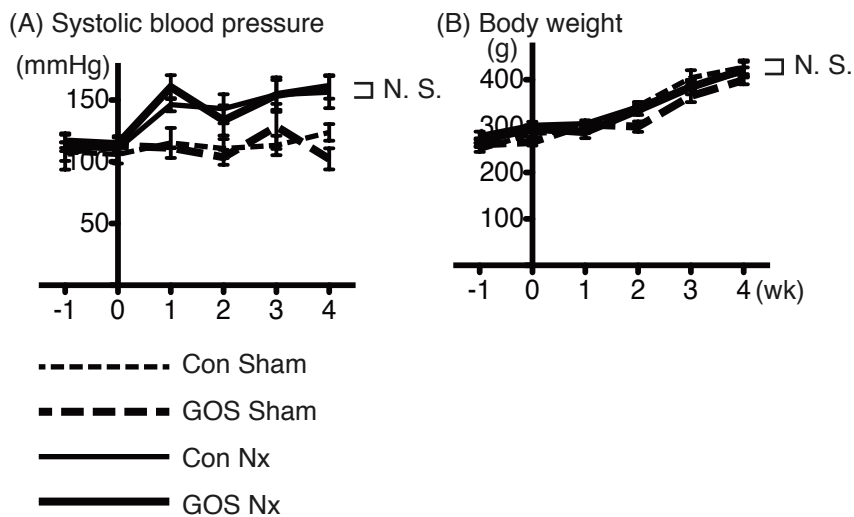 (A) Systolic blood pressure
(mmHg)
150
100
50
N. S.
-1 0 1 2 3 4
(B) Body weight
(g)
400
300
200
100
N. S.
-1 0 1 2 3 4 (wk)
Con Sham
GOS Sham
Con Nx
GOS Nx